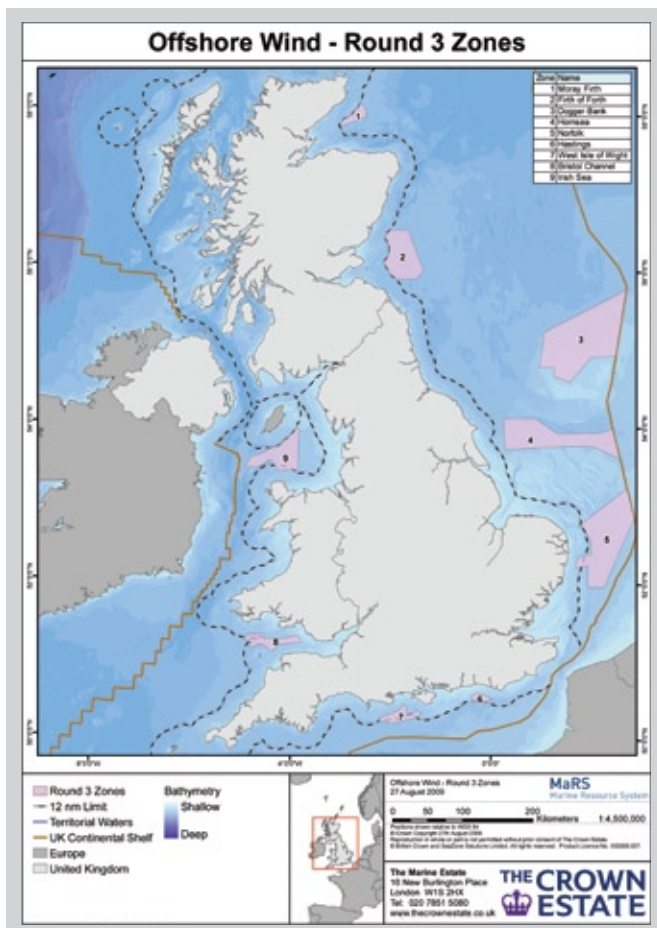 Offshore Wind - Round 3 Zones
Zone Name
1 Moray Firth
2 Firth of Forth
3 Dogger Bank
4 Hornsea
5 Norfolk
6 Hastings
7 West Isle of Wight
8 Bristol Channel
9 Irish Sea
1
2
3
4
9
5
8
7
6
Round 3 Zones
12 nm Limit
Territorial Waters
UK Continental Shelf
Europe
United Kingdom
Bathymetry
Shallow
Deep
Offshore Wind - Round 3 Zones
27 August 2009
MaRS
Marine Resource System
0 50 100 200
Kilometers 1:4,500,000
The Marine Estate
16 New Burlington Place
London W1S 2HX
Tel: 020 7851 5080
www.thecrownestate.co.uk
THE CROWN
ESTATE